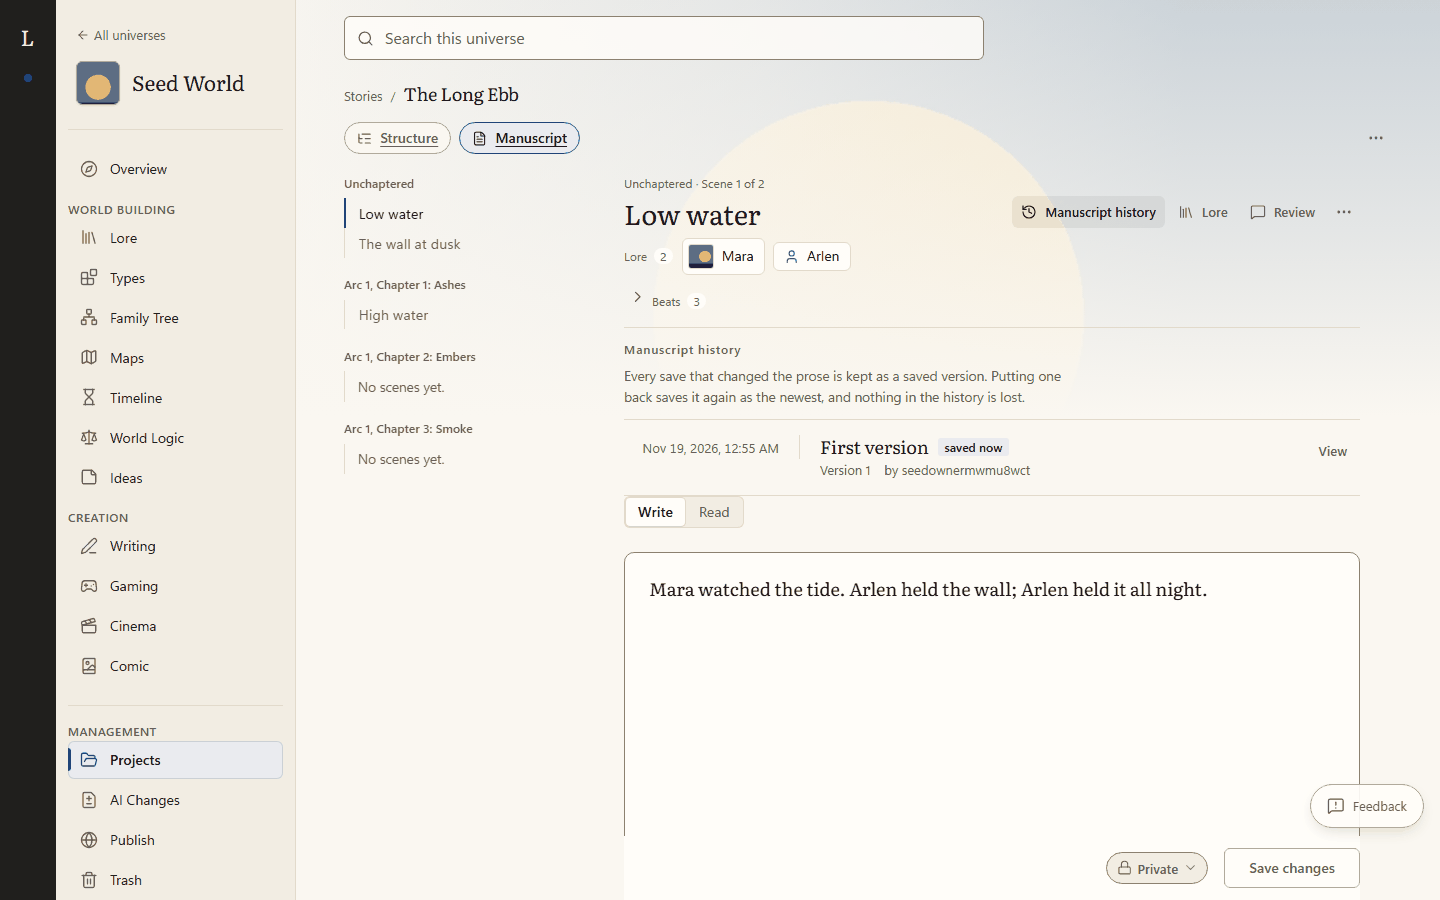 L
All universes
Seed World
Overview
WORLD BUILDING
Lore
Types
Family Tree
Maps
Timeline
World Logic
Ideas
CREATION
Writing
Gaming
Cinema
Comic
MANAGEMENT
Projects
AI Changes
Publish
Trash
Search this universe
Stories / The Long Ebb
Structure
Manuscript
Unchaptered
Low water
The wall at dusk
Arc 1, Chapter 1: Ashes
High water
Arc 1, Chapter 2: Embers
No scenes yet.
Arc 1, Chapter 3: Smoke
No scenes yet.
Unchaptered · Scene 1 of 2
Low water
Manuscript history
Lore
Review
Lore 2 Mara Arlen
Beats 3
Manuscript history
Every save that changed the prose is kept as a saved version. Putting one
back saves it again as the newest, and nothing in the history is lost.
Nov 19, 2026, 12:55 AM
First version saved now
Version 1 by seedownermwmu8wct
View
Write Read
Mara watched the tide. Arlen held the wall; Arlen held it all night.
Feedback
Private
Save changes